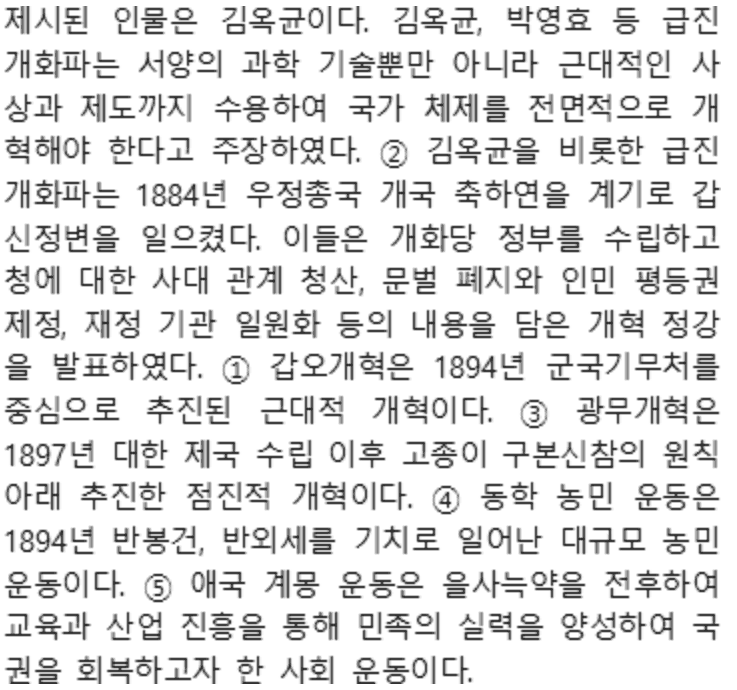 제시된 인물은 김옥균이다. 김옥균, 박영효 등 급진
개화파는 서양의 과학 기술뿐만 아니라 근대적인 사
상과 제도까지 수용하여 국가 체제를 전면적으로 개
혁해야 한다고 주장하였다. ② 김옥균을 비롯한 급진
개화파는 1884년 우정총국 개국 축하연을 계기로 갑
신정변을 일으켰다. 이들은 개화당 정부를 수립하고
청에 대한 사대 관계 청산, 문벌 폐지와 인민 평등권
제정, 재정 기관 일원화 등의 내용을 담은 개혁 정강
을 발표하였다. ① 갑오개혁은 1894년 군국기무처를
중심으로 추진된 근대적 개혁이다. ③ 광무개혁은
1897년 대한 제국 수립 이후 고종이 구본신참의 원칙
아래 추진한 점진적 개혁이다. ④ 동학 농민 운동은
1894년 반봉건, 반외세를 기치로 일어난 대규모 농민
운동이다. ⑤ 애국 계몽 운동은 을사늑약을 전후하여
교육과 산업 진흥을 통해 민족의 실력을 양성하여 국
권을 회복하고자 한 사회 운동이다.